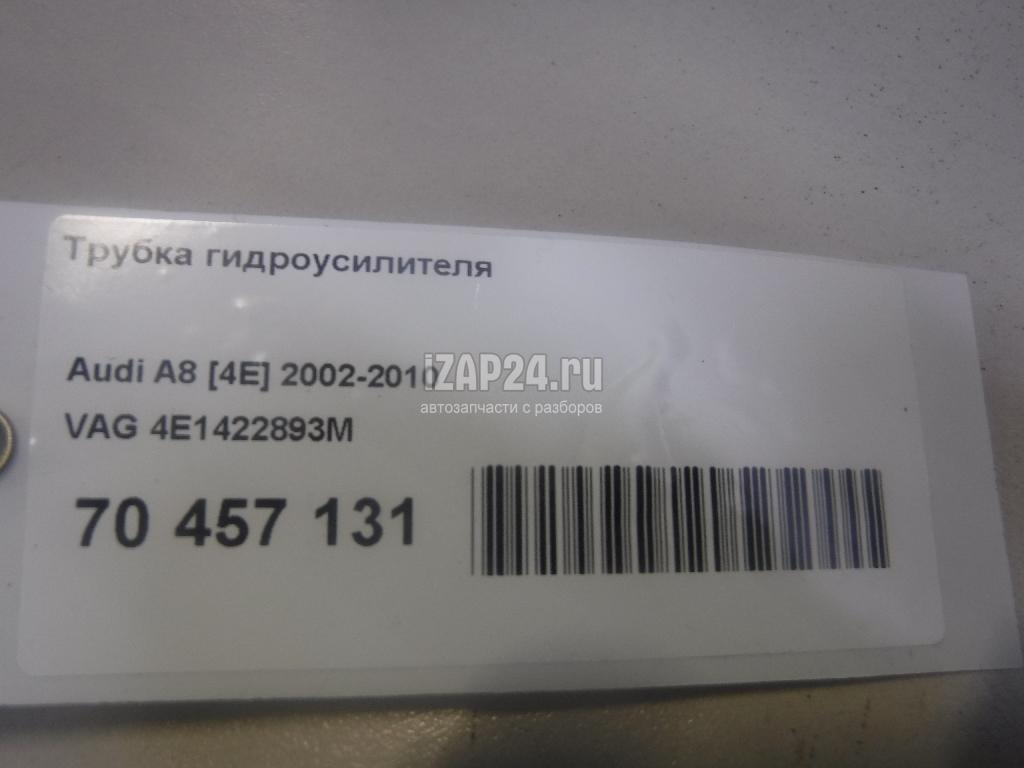 Трубка гидроусилителя
Audi A8 [4E] 2002-2010
iZAP24.ru
автозапчасти с разборов
VAG 4E1422893M
70 457 131